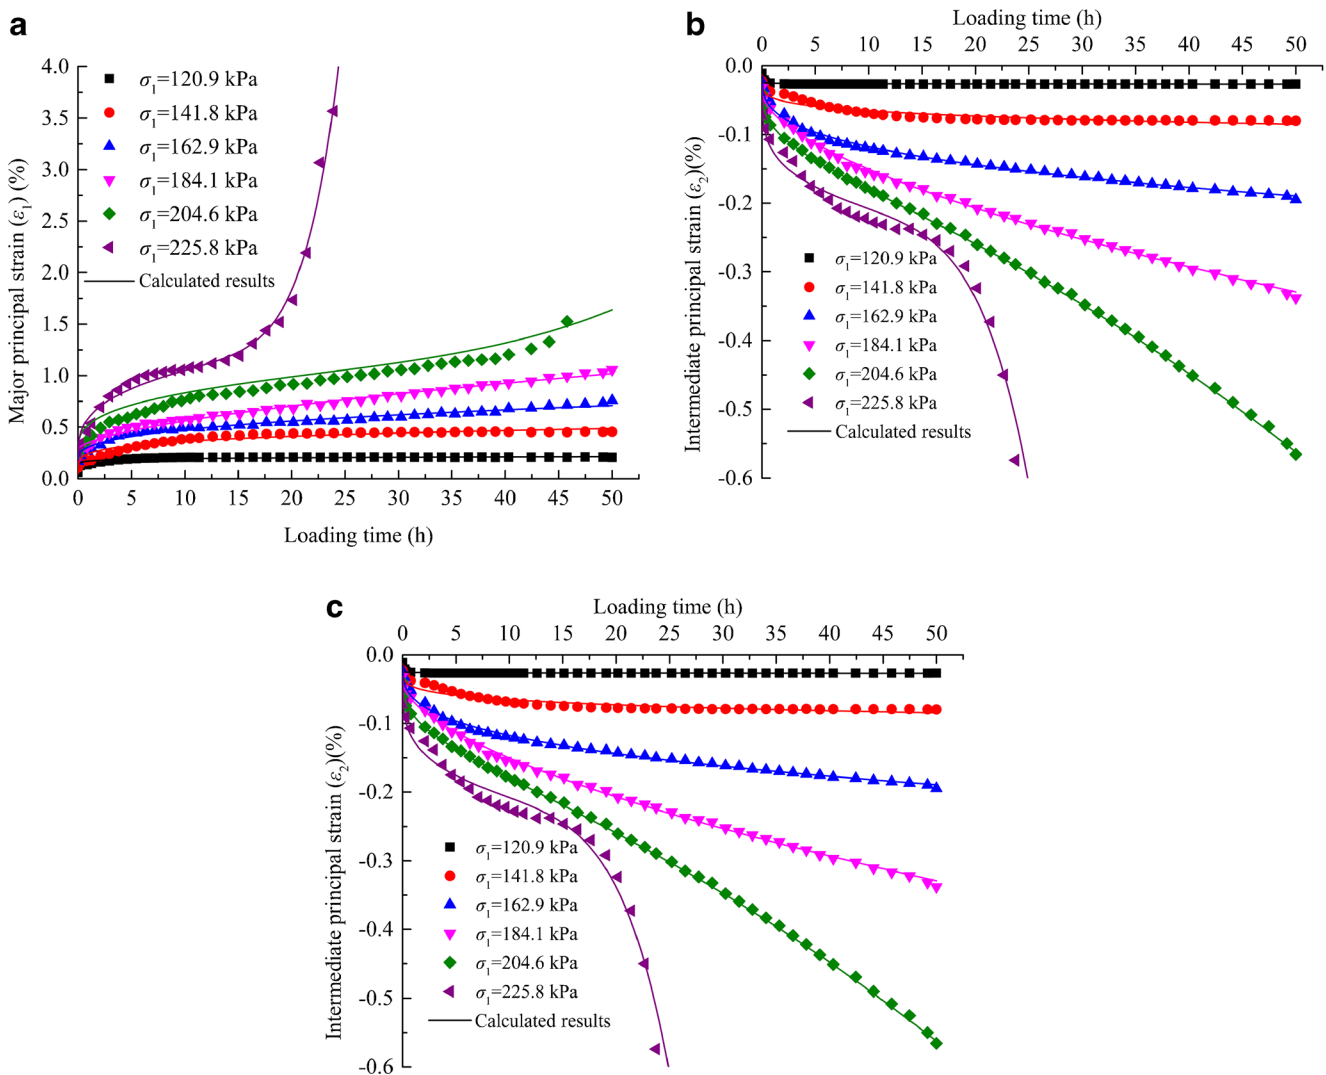 a
4.0
3.5
3.0
2.5
2.0
1.5
1.0
0.5
0.0
Major principal strain (ε1) (%)
σ1=120.9 kPa
σ1=141.8 kPa
σ1=162.9 kPa
σ1=184.1 kPa
σ1=204.6 kPa
σ1=225.8 kPa
Calculated results
0 5 10 15 20 25 30 35 40 45 50
Loading time (h)
b
Loading time (h)
0 5 10 15 20 25 30 35 40 45 50
0.0
-0.1
-0.2
-0.3
-0.4
-0.5
-0.6
Intermediate principal strain (ε2)(%)
σ1=120.9 kPa
σ1=141.8 kPa
σ1=162.9 kPa
σ1=184.1 kPa
σ1=204.6 kPa
σ1=225.8 kPa
Calculated results
c
Loading time (h)
0 5 10 15 20 25 30 35 40 45 50
0.0
-0.1
-0.2
-0.3
-0.4
-0.5
-0.6
Intermediate principal strain (ε2)(%)
σ1=120.9 kPa
σ1=141.8 kPa
σ1=162.9 kPa
σ1=184.1 kPa
σ1=204.6 kPa
σ1=225.8 kPa
Calculated results